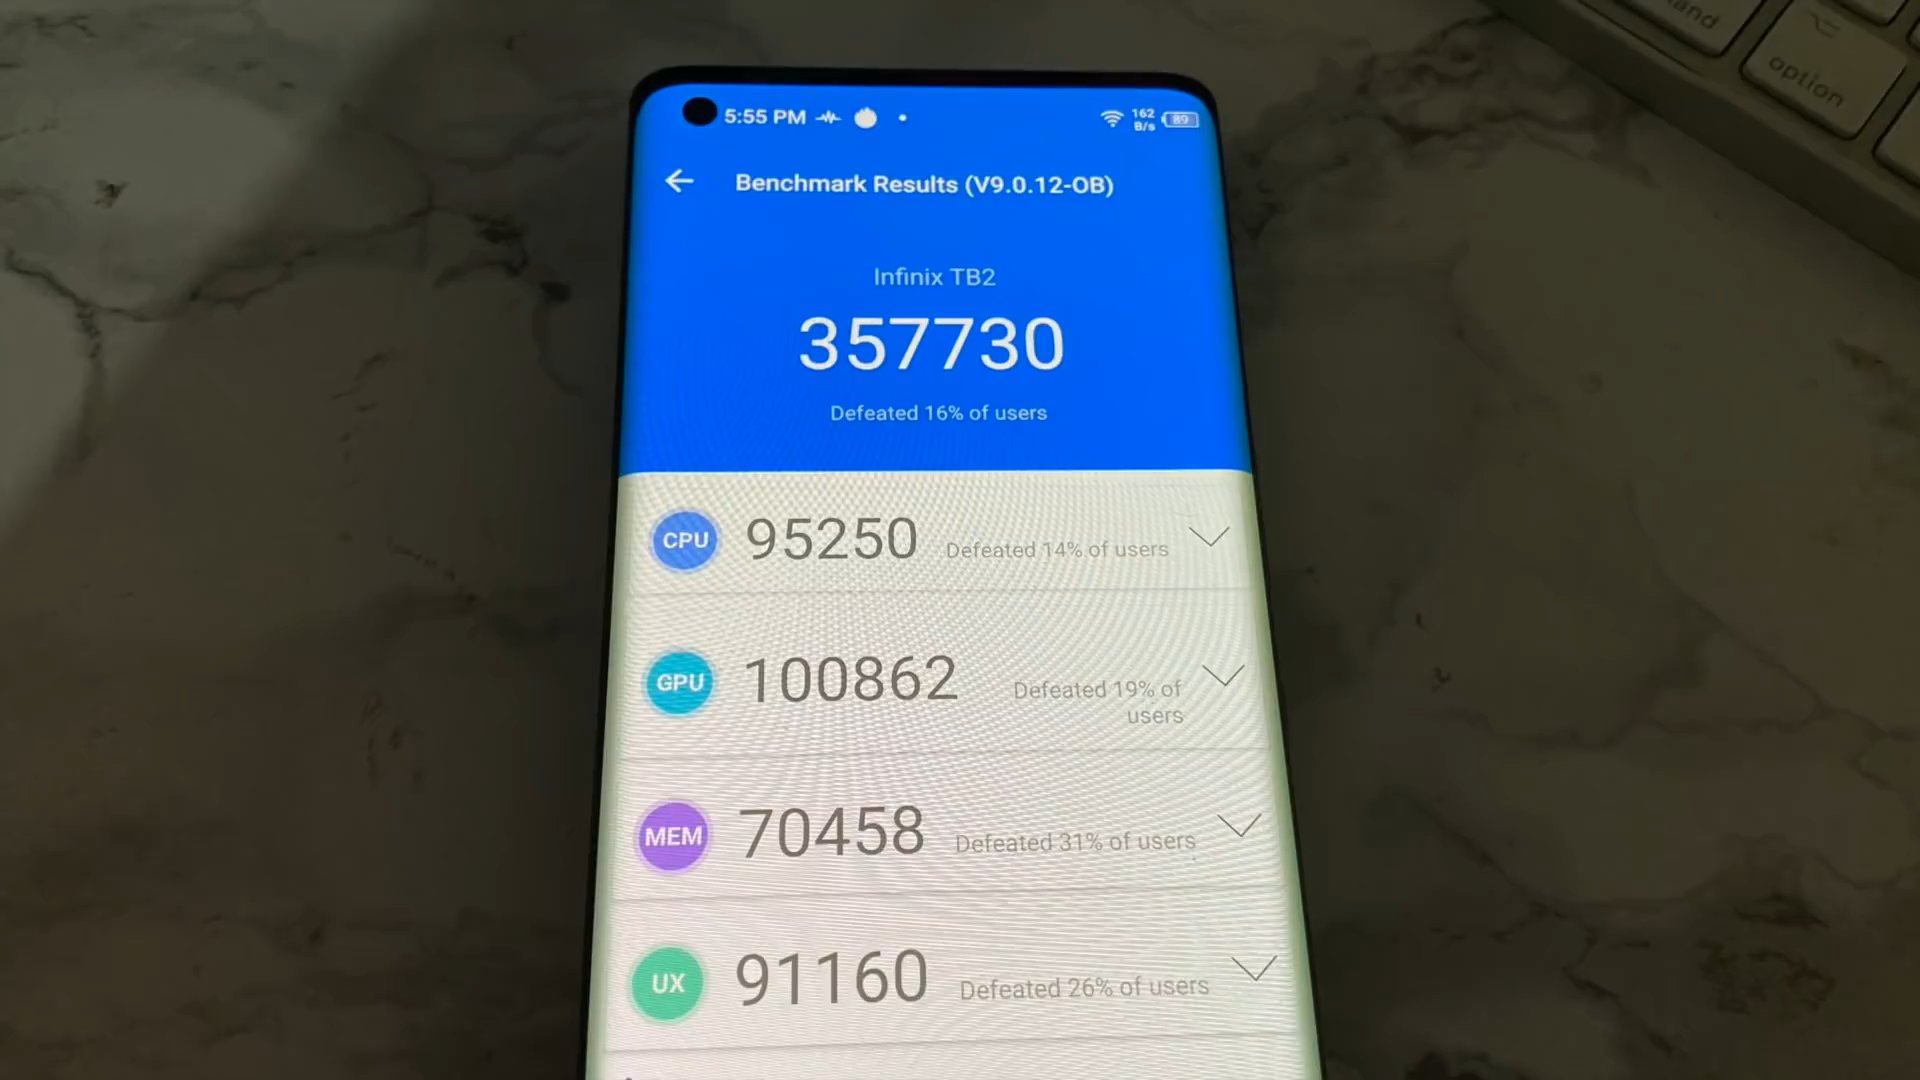 and
option
5:55 PM
162
B/s
89
Benchmark Results (V9.0.12-OB)
Infinix TB2
357730
Defeated 16% of users
CPU 95250 Defeated 14% of users
GPU 100862 Defeated 19% of
users
MEM 70458 Defeated 31% of users
UX 91160 Defeated 26% of users